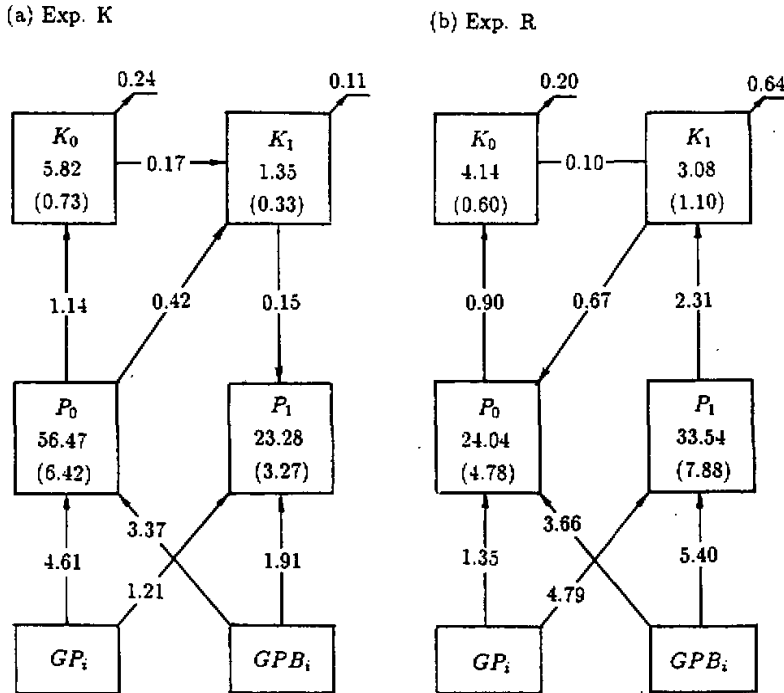 (a) Exp. K
(b) Exp. R
0.24
0.11
0.20
0.64
K₀
5.82
(0.73)
0.17
K₁
1.35
(0.33)
K₀
4.14
(0.60)
0.10
K₁
3.08
(1.10)
1.14
0.42
0.15
0.90
0.67
2.31
P₀
56.47
(6.42)
P₁
23.28
(3.27)
P₀
24.04
(4.78)
P₁
33.54
(7.88)
4.61
3.37
1.21
1.91
1.35
3.66
4.79
5.40
GPᵢ
GPBᵢ
GPᵢ
GPBᵢ